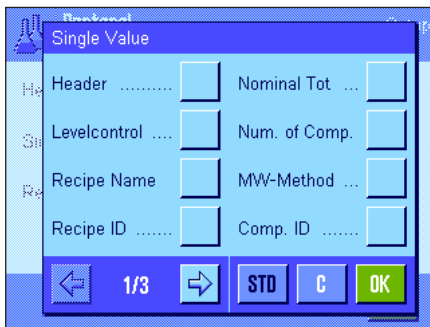 Protocol
Single Value
Header ..........
Nominal Tot ...
Levelcontrol ....
Num. of Comp.
Recipe Name
MW-Method ...
Recipe ID .......
Comp. ID .......
1/3
STD
C
OK